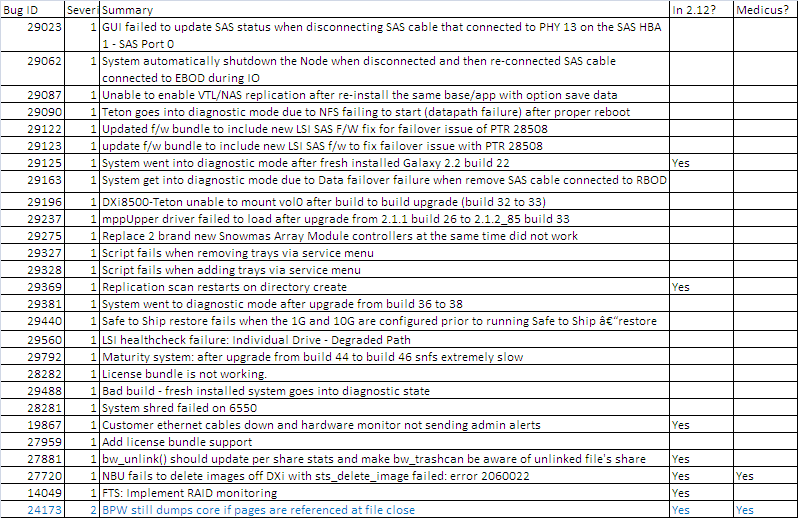 Bug ID Severi Summary In 2.12? Medicus?
29023 1 GUI failed to update SAS status when disconnecting SAS cable that connected to PHY 13 on the SAS HBA
1 - SAS Port 0
29062 1 System automatically shutdown the Node when disconnected and then re-connected SAS cable
connected to EBOD during IO
29087 1 Unable to enable VTL/NAS replication after re-install the same base/app with option save data
29090 1 Teton goes into diagnostic mode due to NFS failing to start (datapath failure) after proper reboot
29122 1 Updated f/w bundle to include new LSI SAS F/W fix for failover issue of PTR 28508
29123 1 update f/w bundle to include new LSI SAS f/w to fix failover issue with PTR 28508
29125 1 System went into diagnostic mode after fresh installed Galaxy 2.2 build 22 Yes
29163 1 System get into diagnostic mode due to Data failover failure when remove SAS cable connected to RBOD
29196 1 DXi8500-Teton unable to mount vol0 after build to build upgrade (build 32 to 33)
29237 1 mppUpper driver failed to load after upgrade from 2.1.1 build 26 to 2.1.2_85 build 33
29275 1 Replace 2 brand new Snowmas Array Module controllers at the same time did not work
29327 1 Script fails when removing trays via service menu
29328 1 Script fails when adding trays via service menu
29369 1 Replication scan restarts on directory create Yes
29381 1 System went to diagnostic mode after upgrade from build 36 to 38
29440 1 Safe to Ship restore fails when the 1G and 10G are configured prior to running Safe to Ship â€“restore
29560 1 LSI healthcheck failure: Individual Drive - Degraded Path
29792 1 Maturity system: after upgrade from build 44 to build 46 snfs extremely slow
28282 1 License bundle is not working.
29488 1 Bad build - fresh installed system goes into diagnostic state
28281 1 System shred failed on 6550
19867 1 Customer ethernet cables down and hardware monitor not sending admin alerts Yes
27959 1 Add license bundle support
27881 1 bw_unlink() should update per share stats and make bw_trashcan be aware of unlinked file's share Yes
27720 1 NBU fails to delete images off DXi with sts_delete_image failed: error 2060022 Yes Yes
14049 1 FTS: Implement RAID monitoring Yes
24173 2 BPW still dumps core if pages are referenced at file close Yes Yes